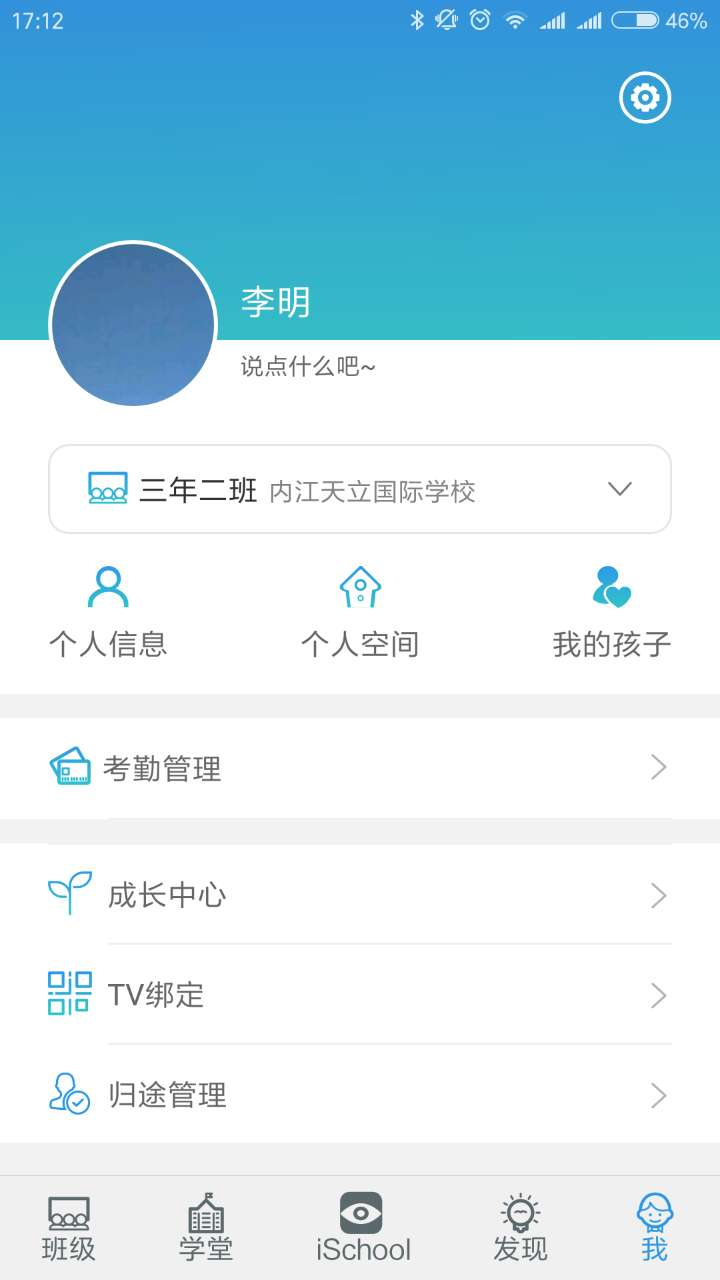 17:12
46%
李明
说点什么吧~
三年二班 内江天立国际学校
个人信息 个人空间 我的孩子
考勤管理
成长中心
TV绑定
归途管理
班级 学堂 iSchool 发现 我